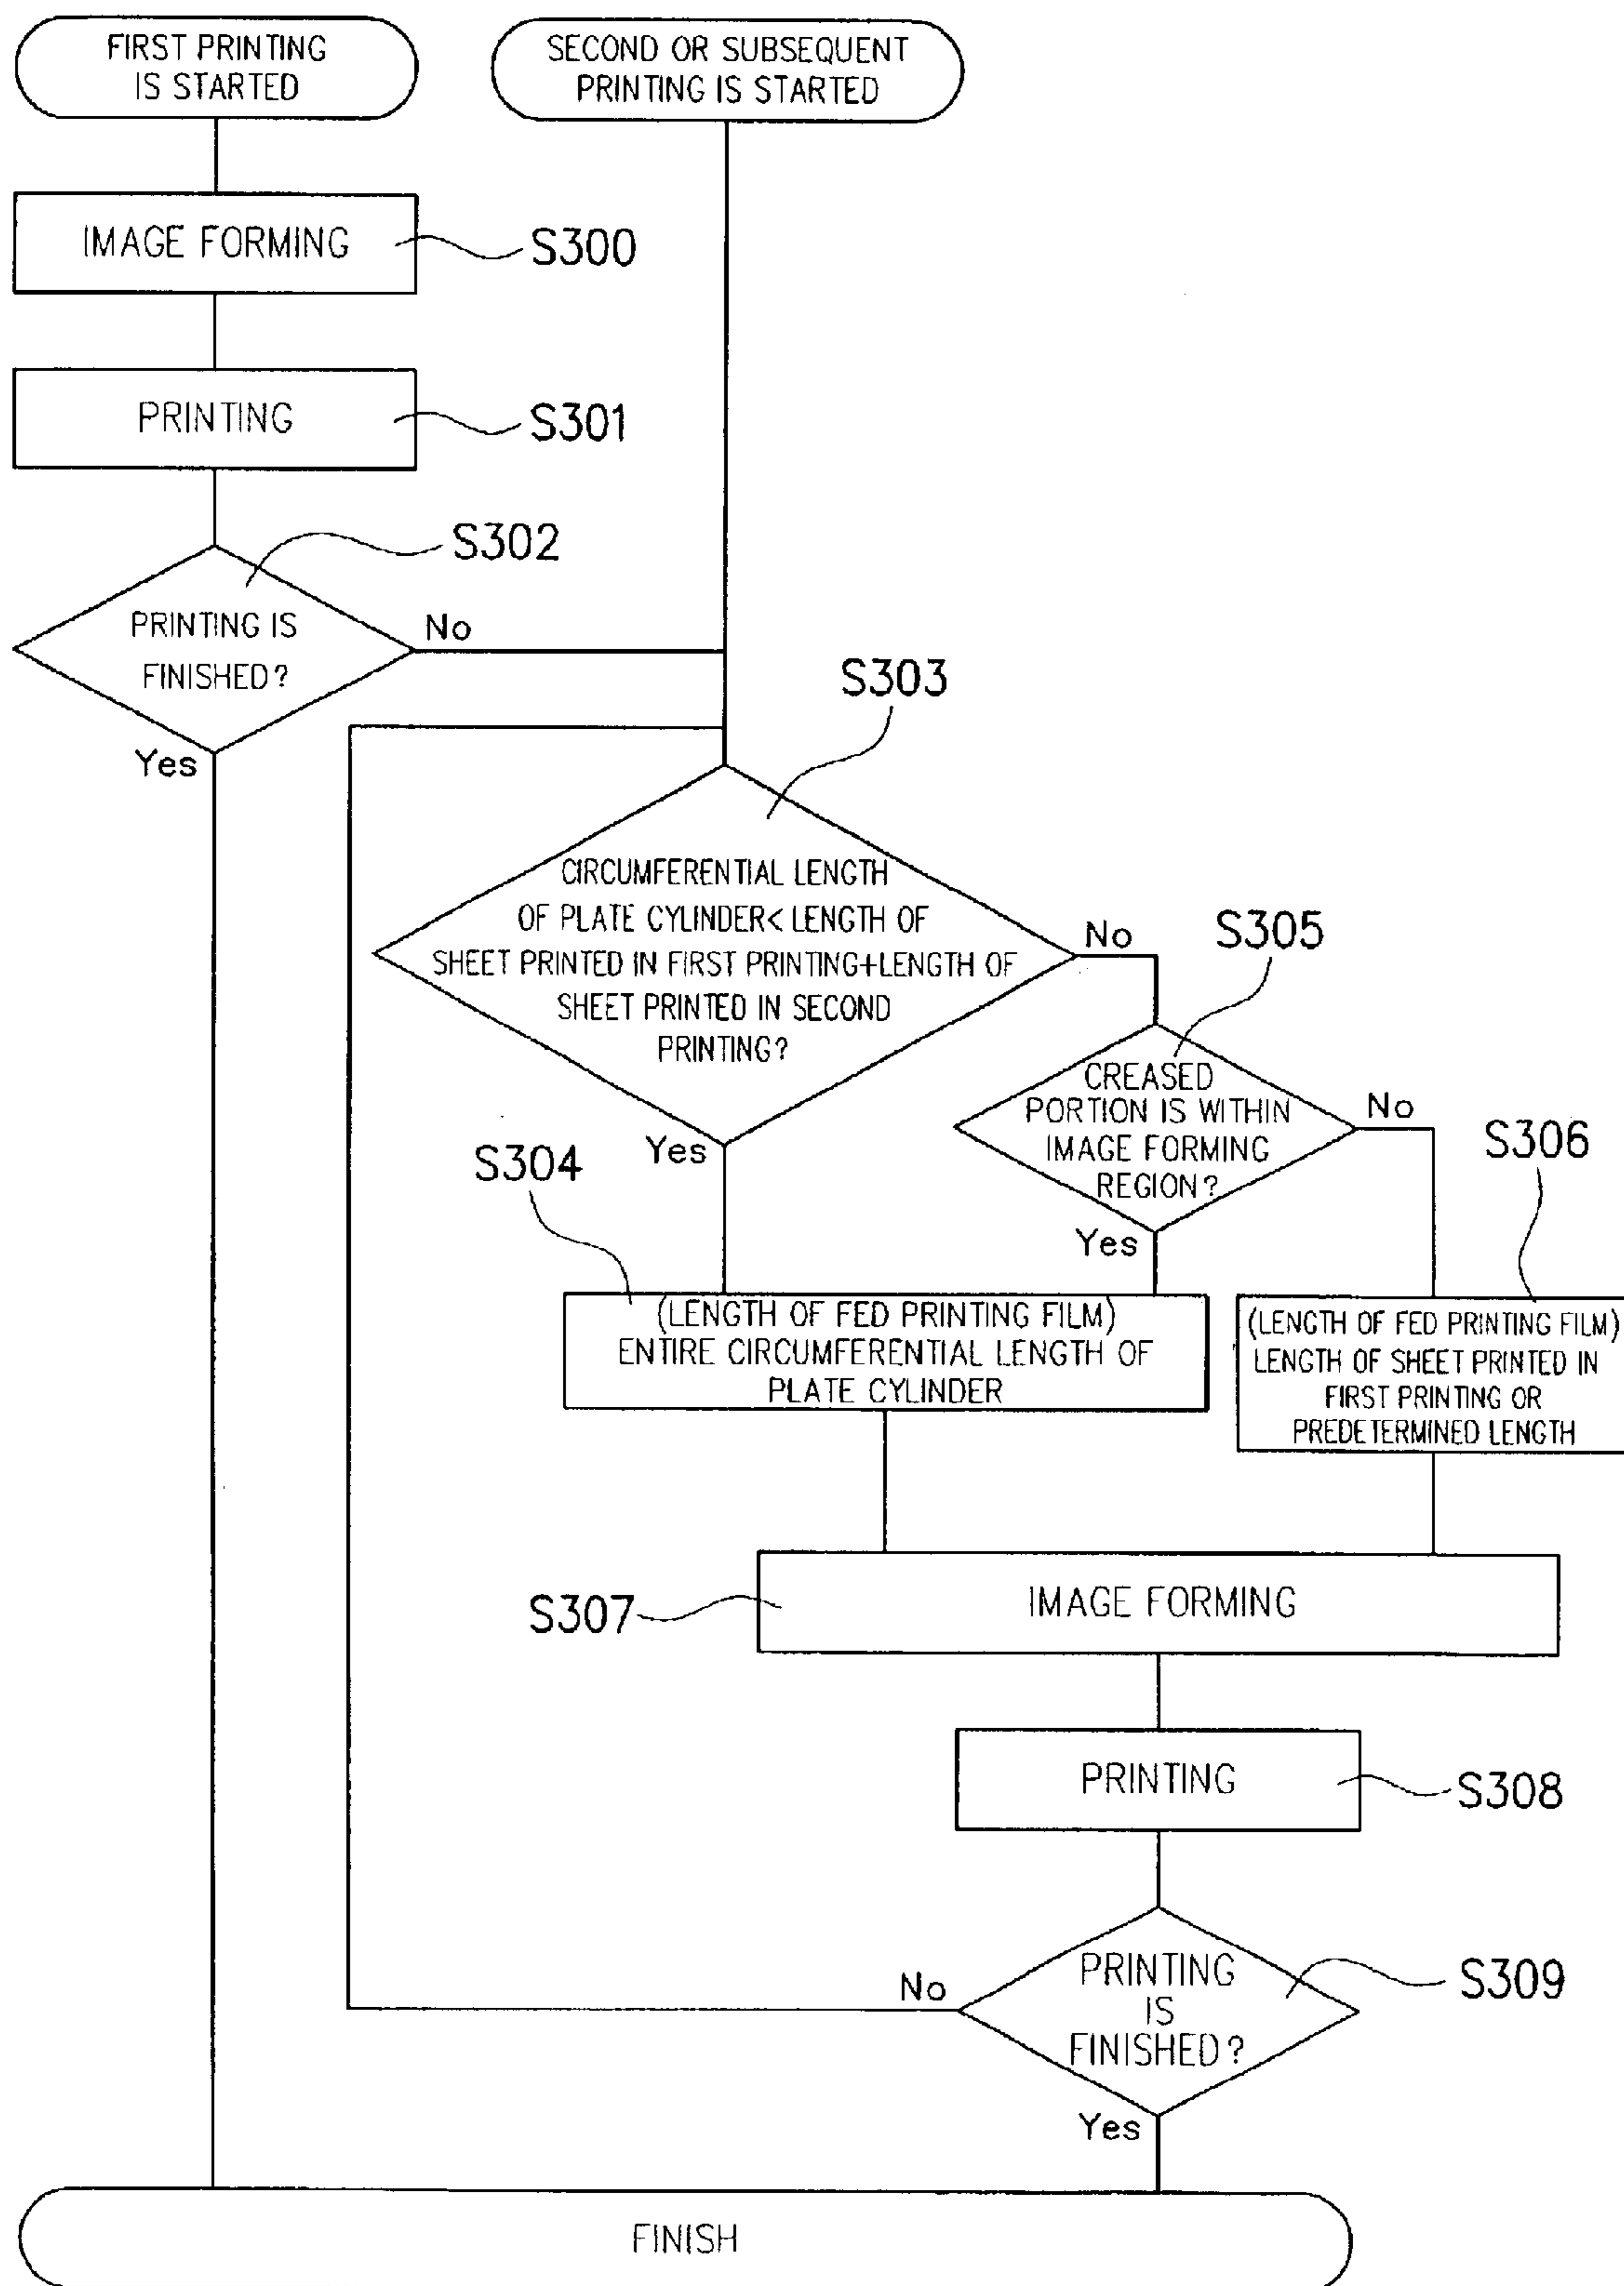 FIRST PRINTING
IS STARTED
SECOND OR SUBSEQUENT
PRINTING IS STARTED
IMAGE FORMING
S300
PRINTING
S301
S302
PRINTING IS
FINISHED?
No
Yes
S303
CIRCUMFERENTIAL LENGTH
OF PLATE CYLINDER< LENGTH OF
SHEET PRINTED IN FIRST PRINTING+LENGTH OF
SHEET PRINTED IN SECOND
PRINTING?
No
Yes
S305
CREASED
PORTION IS WITHIN
IMAGE FORMING
REGION?
No
Yes
S304
(LENGTH OF FED PRINTING FILM)
ENTIRE CIRCUMFERENTIAL LENGTH OF
PLATE CYLINDER
S306
(LENGTH OF FED PRINTING FILM)
LENGTH OF SHEET PRINTED IN
FIRST PRINTING OR
PREDETERMINED LENGTH
S307
IMAGE FORMING
PRINTING
S308
PRINTING
IS
FINISHED?
S309
No
Yes
FINISH